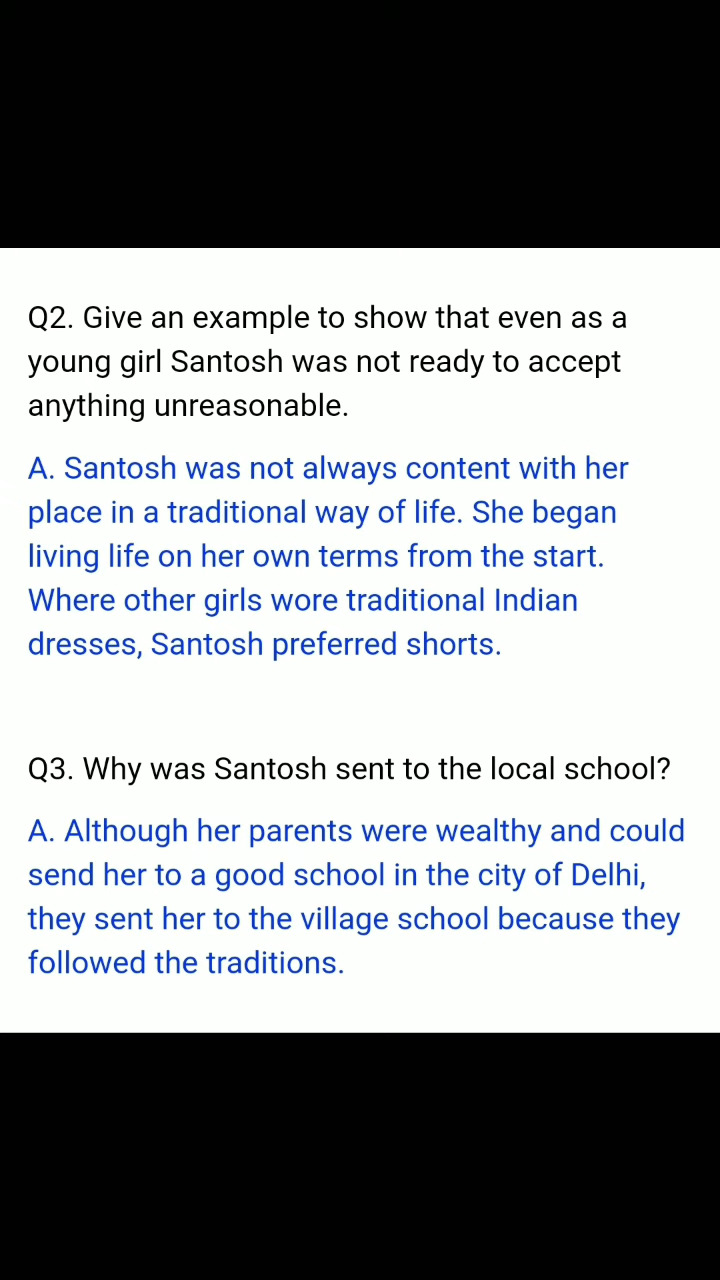 Q2. Give an example to show that even as a
young girl Santosh was not ready to accept
anything unreasonable.
A. Santosh was not always content with her
place in a traditional way of life. She began
living life on her own terms from the start.
Where other girls wore traditional Indian
dresses, Santosh preferred shorts.
Q3. Why was Santosh sent to the local school?
A. Although her parents were wealthy and could
send her to a good school in the city of Delhi,
they sent her to the village school because they
followed the traditions.